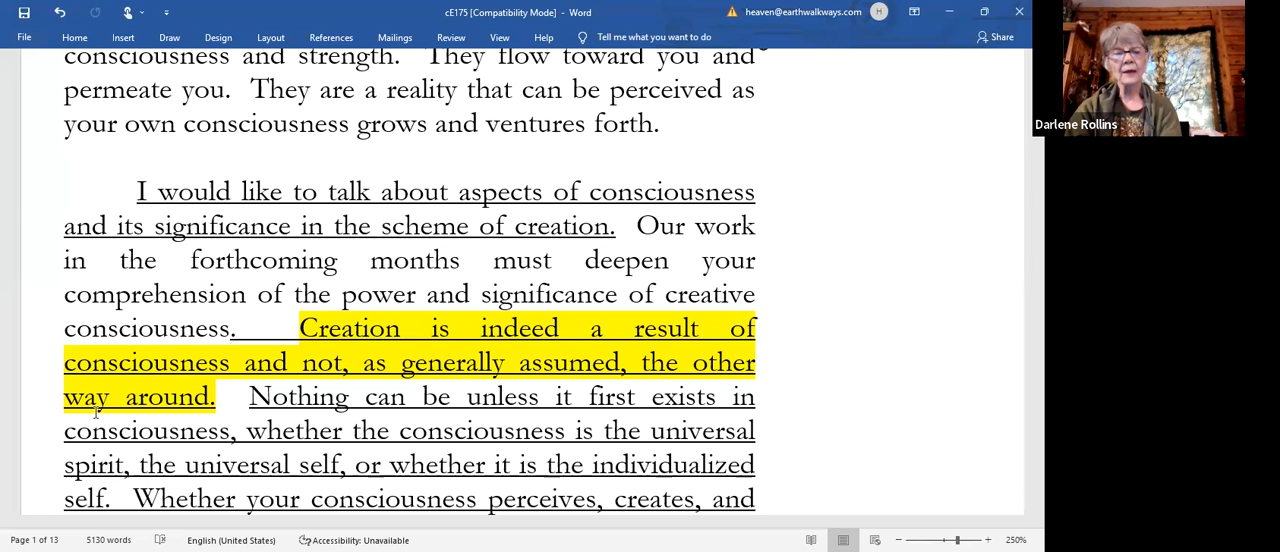 cE175 [Compatibility Mode] - Word
heaven@earthwalkways.com H
File Home Insert Draw Design Layout References Mailings Review View Help Tell me what you want to do Share
consciousness and strength. They flow toward you and
permeate you. They are a reality that can be perceived as
your own consciousness grows and ventures forth.
I would like to talk about aspects of consciousness
and its significance in the scheme of creation. Our work
in the forthcoming months must deepen your
comprehension of the power and significance of creative
consciousness. Creation is indeed a result of
consciousness and not, as generally assumed, the other
way around. Nothing can be unless it first exists in
consciousness, whether the consciousness is the universal
spirit, the universal self, or whether it is the individualized
self. Whether your consciousness perceives, creates, and
Darlene Rollins
Page 1 of 13 5130 words English (United States) Accessibility: Unavailable 250%